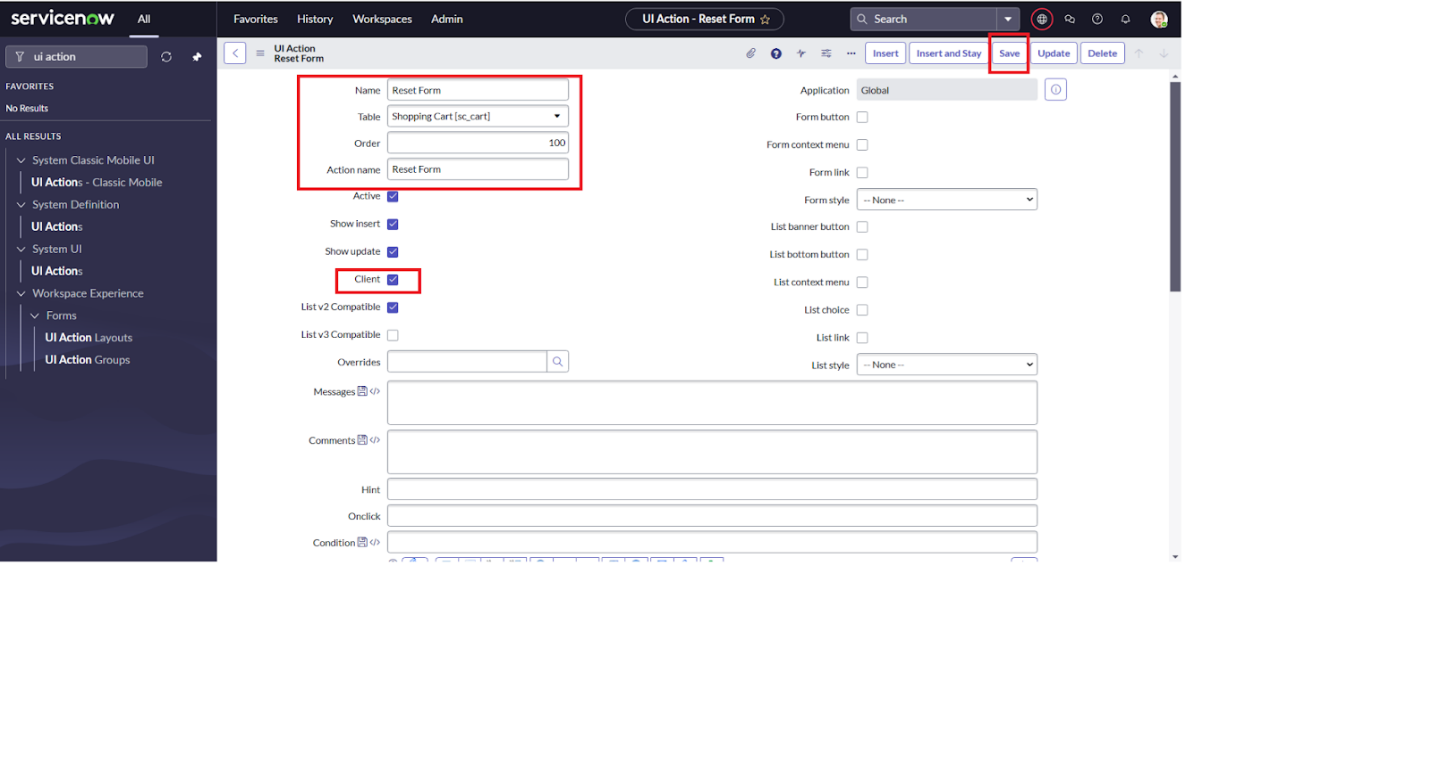 servicenow All Favorites History Workspaces Admin UI Action - Reset Form Search
ui action
FAVORITES
No Results
ALL RESULTS
System Classic Mobile UI
UI Actions - Classic Mobile
System Definition
UI Actions
System UI
UI Actions
Workspace Experience
Forms
UI Action Layouts
UI Action Groups
UI Action
Reset Form
Insert Insert and Stay Save Update Delete
Name Reset Form
Table Shopping Cart [sc_cart]
Order 100
Action name Reset Form
Active
Show insert
Show update
Client
List v2 Compatible
List v3 Compatible
Overrides
Application Global
Form button
Form context menu
Form link
Form style -- None --
List banner button
List bottom button
List context menu
List choice
List link
List style -- None --
Messages
Comments
Hint
Onclick
Condition